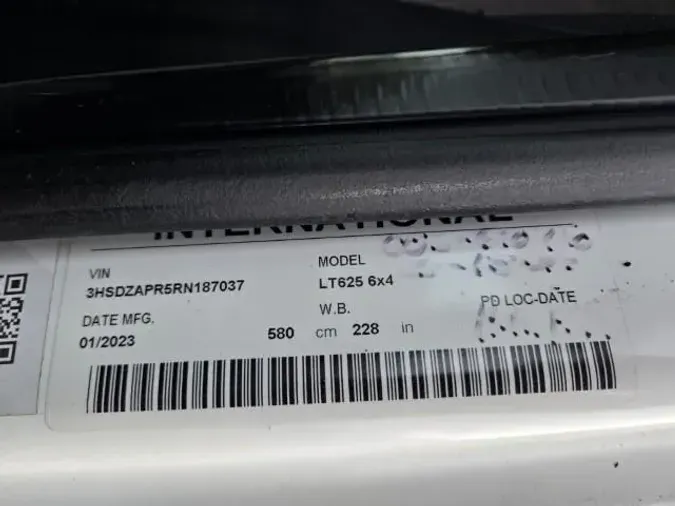 INTERNATIONAL
VIN
3HSDZAPR5RN187037
MODEL
LT625 6x4
DATE MFG.
01/2023
W.B.
580 cm 228 in
PD LOC-DATE